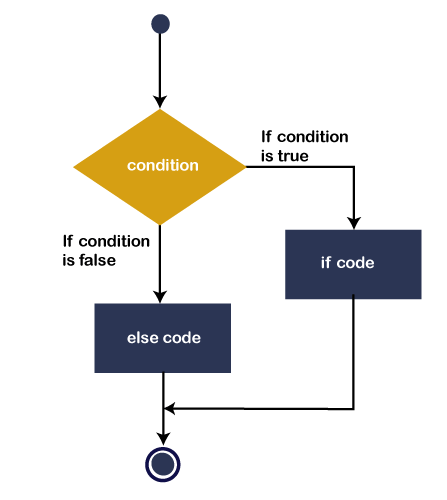 condition
If condition
is true
If condition
is false
if code
else code